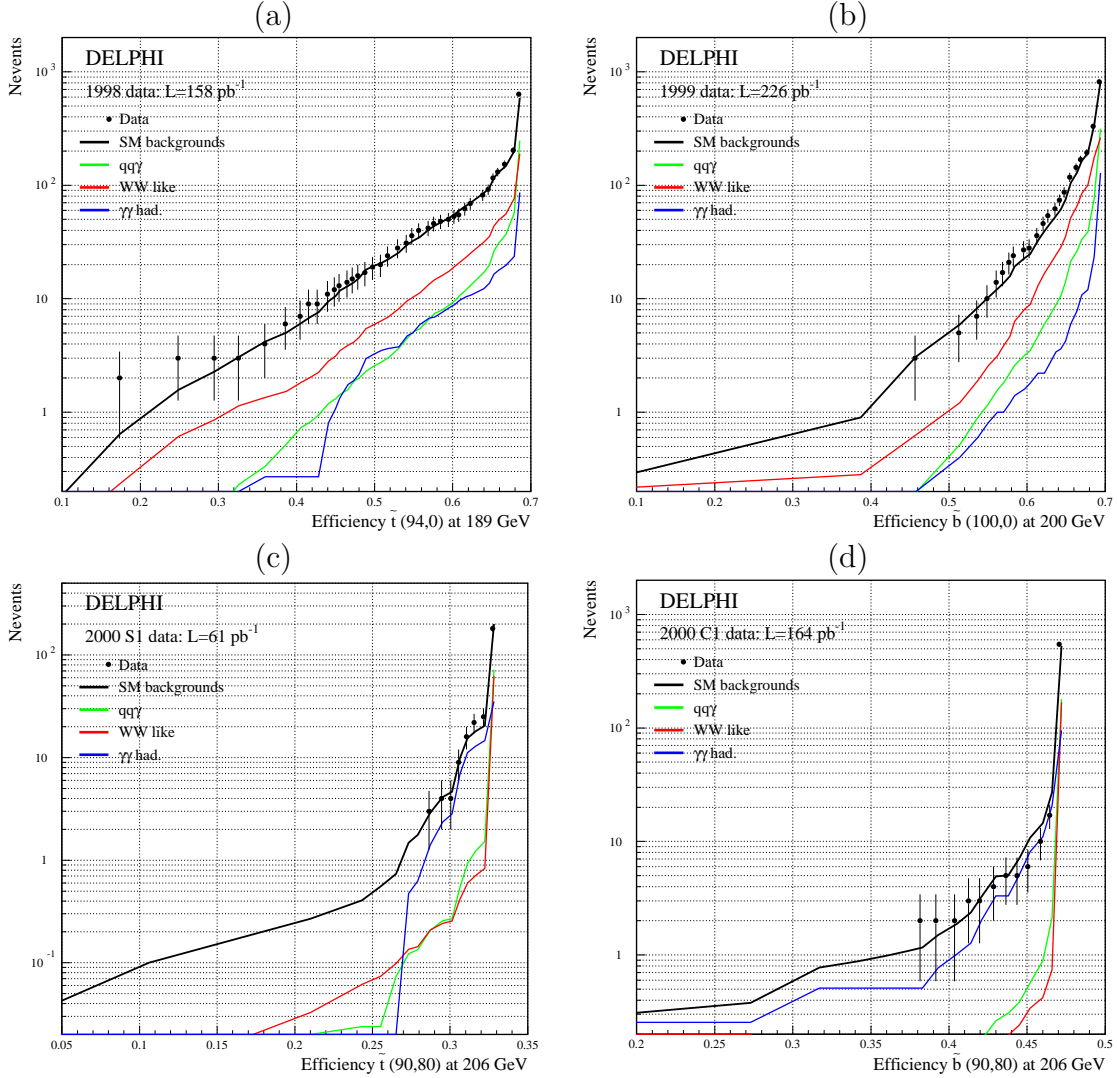 (a)
Nevents
DELPHI
1998 data: L=158 pb⁻¹
Data
SM backgrounds
qqγ
WW like
γγ had.
10³
10²
10
1
0.1 0.2 0.3 0.4 0.5 0.6 0.7
Efficiency t̃ (94,0) at 189 GeV
(b)
Nevents
DELPHI
1999 data: L=226 pb⁻¹
Data
SM backgrounds
qqγ
WW like
γγ had.
10³
10²
10
1
0.1 0.2 0.3 0.4 0.5 0.6 0.7
Efficiency b̃ (100,0) at 200 GeV
(c)
Nevents
DELPHI
2000 S1 data: L=61 pb⁻¹
Data
SM backgrounds
qqγ
WW like
γγ had.
10²
10
1
10⁻¹
0.05 0.1 0.15 0.2 0.25 0.3 0.35
Efficiency t̃ (90,80) at 206 GeV
(d)
Nevents
DELPHI
2000 C1 data: L=164 pb⁻¹
Data
SM backgrounds
qqγ
WW like
γγ had.
10³
10²
10
1
0.2 0.25 0.3 0.35 0.4 0.45 0.5
Efficiency b̃ (90,80) at 206 GeV